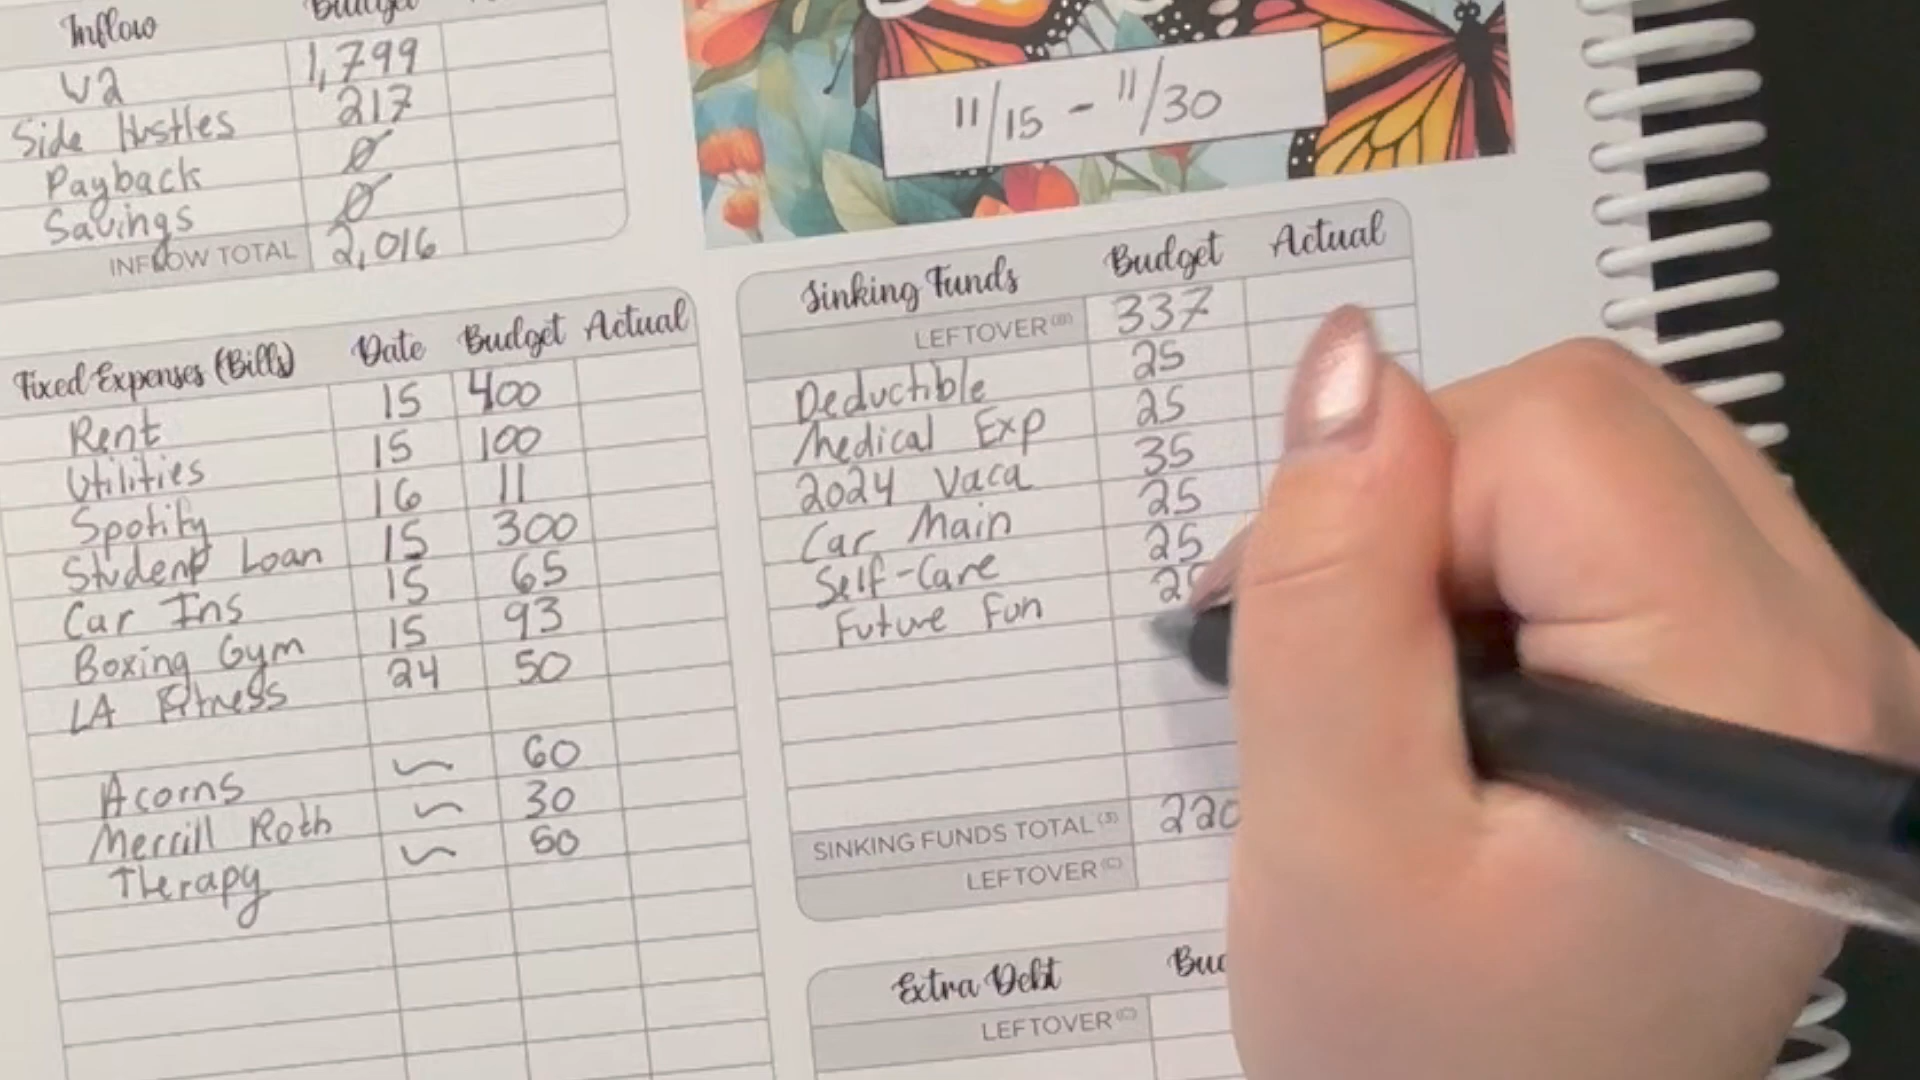 Inflow Budget
W2 1,799
Side Hustles 217
Payback Ø
Savings Ø
INFLOW TOTAL 2,016
11/15 - 11/30
Fixed Expenses (Bills) Date Budget Actual
Rent 15 400
Utilities 15 100
Spotify 16 11
Student Loan 15 300
Car Ins 15 65
Boxing Gym 15 93
LA Fitness 24 50
Acorns ~ 60
Merrill Roth ~ 30
Therapy ~ 50
Sinking Funds Budget Actual
LEFTOVER (B) 337
Deductible 25
Medical Exp 25
2024 Vaca 35
Car Main 25
Self-Care 25
Future Fun
SINKING FUNDS TOTAL (3) 220
LEFTOVER (C)
Extra Debt
LEFTOVER (C)